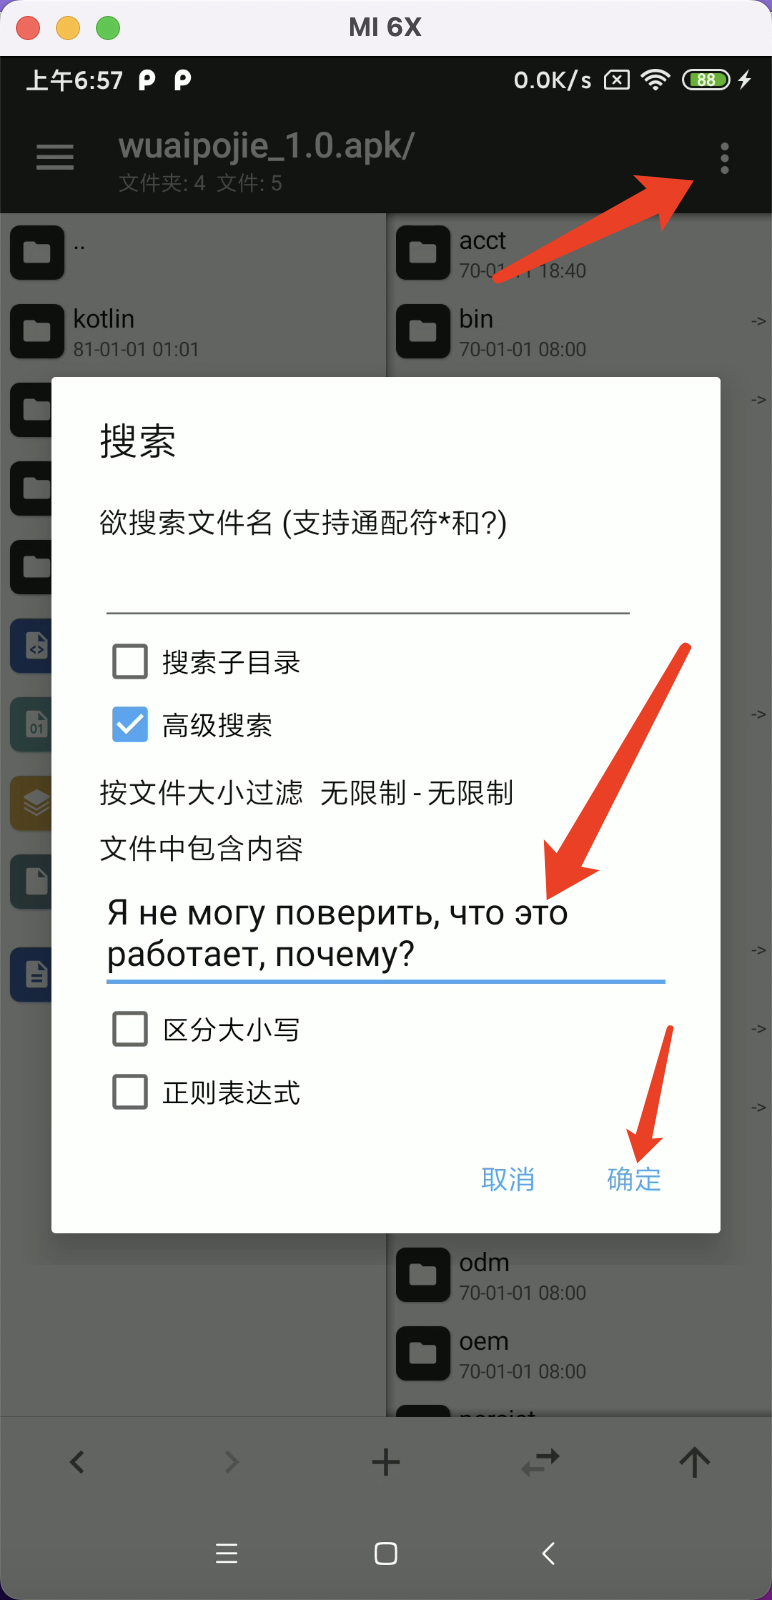 MI 6X
上午6:57
0.0K/s
88
wuaipojie_1.0.apk/
文件夹: 4 文件: 5
..
acct
18:40
kotlin
81-01-01 01:01
bin
70-01-01 08:00
->
->
搜索
欲搜索文件名 (支持通配符*和?)
搜索子目录
高级搜索
->
按文件大小过滤 无限制 - 无限制
文件中包含内容
Я не могу поверить, что это
работает, почему?
->
区分大小写
->
正则表达式
->
取消
确定
odm
70-01-01 08:00
oem
70-01-01 08:00